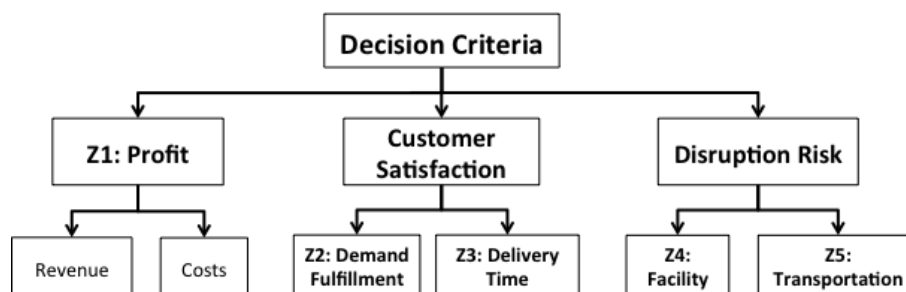 Decision Criteria
Z1: Profit
Customer
Satisfaction
Disruption Risk
Revenue
Costs
Z2: Demand
Fulfillment
Z3: Delivery
Time
Z4:
Facility
Z5:
Transportation